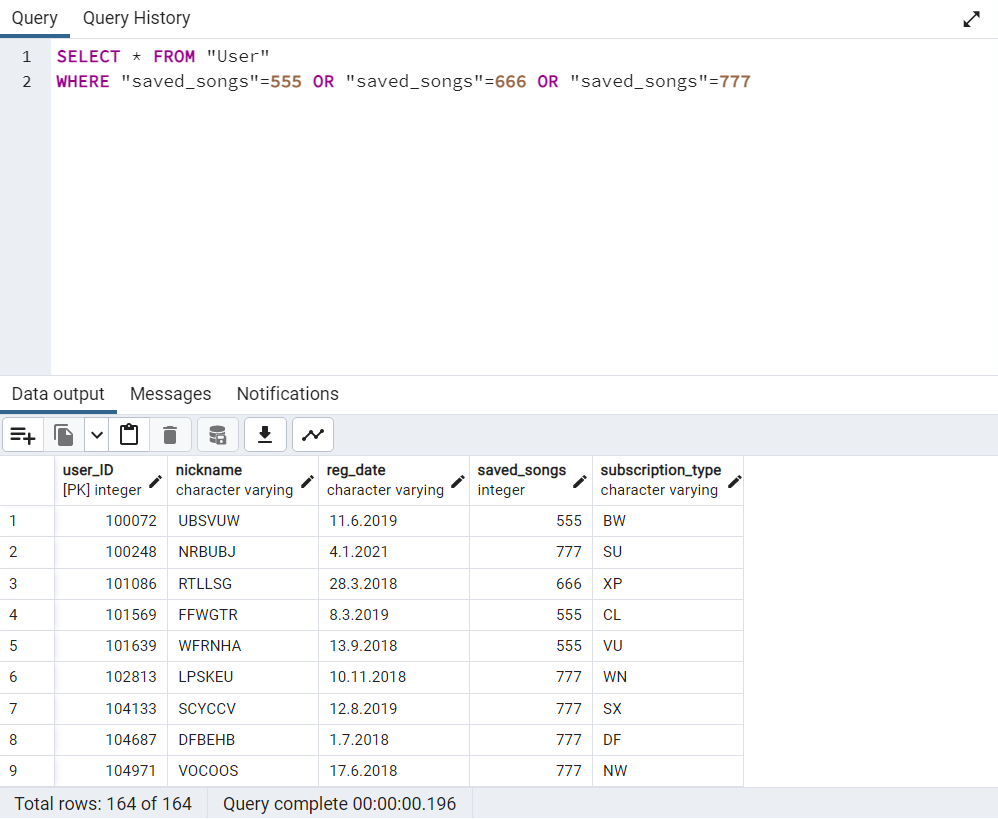 Query Query History
1 SELECT * FROM "User"
2 WHERE "saved_songs"=555 OR "saved_songs"=666 OR "saved_songs"=777
Data output Messages Notifications
user_ID nickname reg_date saved_songs subscription_type
[PK] integer character varying character varying integer character varying
1 100072 UBSVUW 11.6.2019 555 BW
2 100248 NRBUBJ 4.1.2021 777 SU
3 101086 RTLLSG 28.3.2018 666 XP
4 101569 FFWGTR 8.3.2019 555 CL
5 101639 WFRNHA 13.9.2018 555 VU
6 102813 LPSKEU 10.11.2018 777 WN
7 104133 SCYCCV 12.8.2019 777 SX
8 104687 DFBEHB 1.7.2018 777 DF
9 104971 VOCOOS 17.6.2018 777 NW
Total rows: 164 of 164 Query complete 00:00:00.196